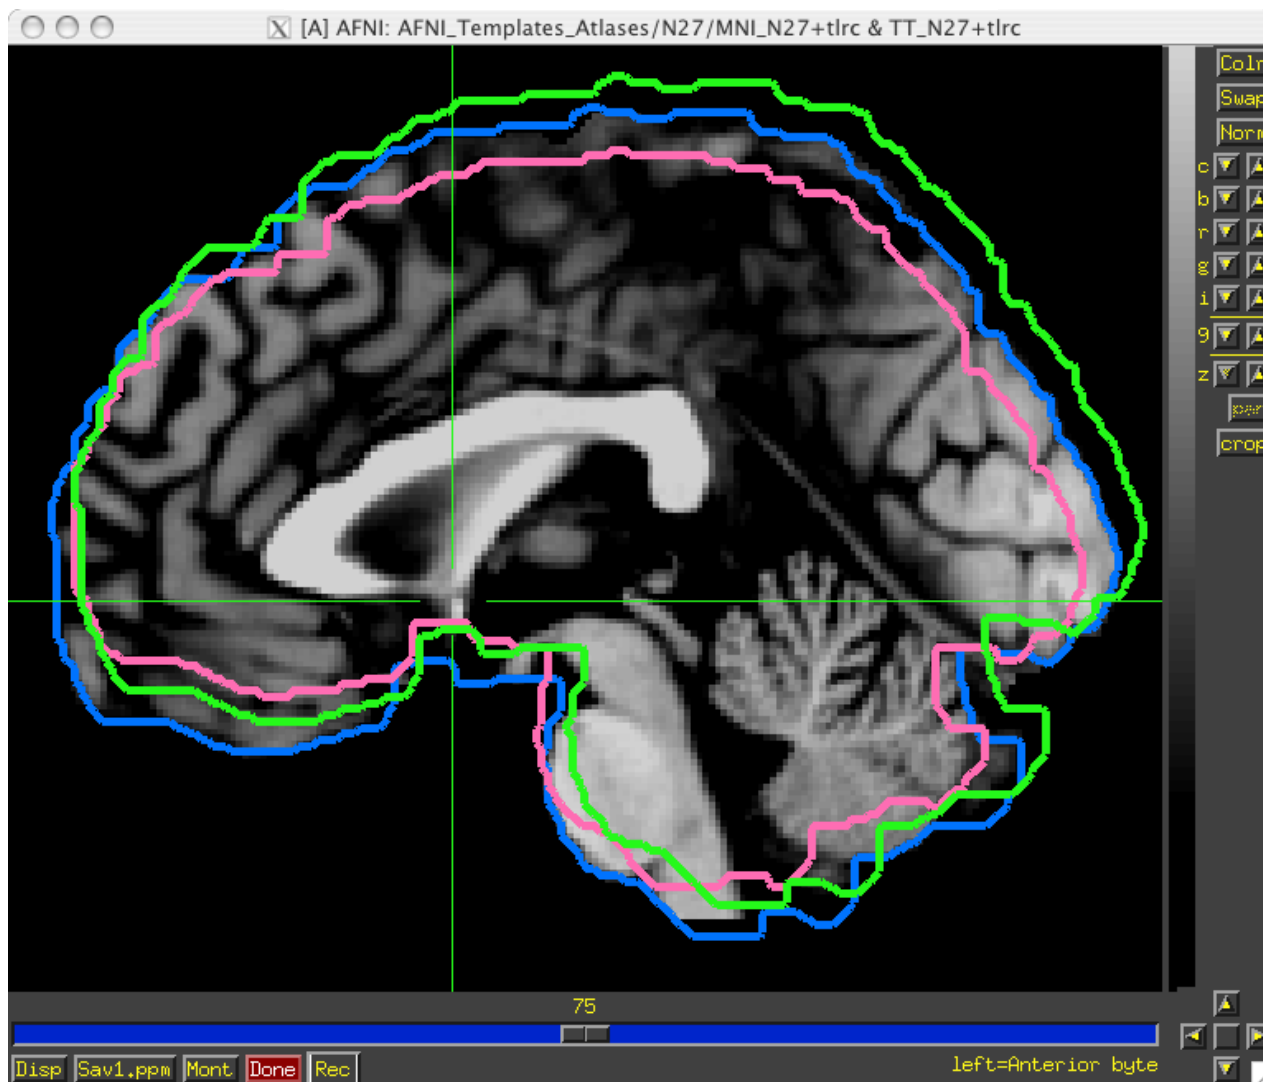 [A] AFNI: AFNI_Templates_Atlases/N27/MNI_N27+tlrc & TT_N27+tlrc
Colr
Swap
Norm
c
b
r
g
i
9
z
crop
75
Disp Sav1.ppm Mont Done Rec left=Anterior byte